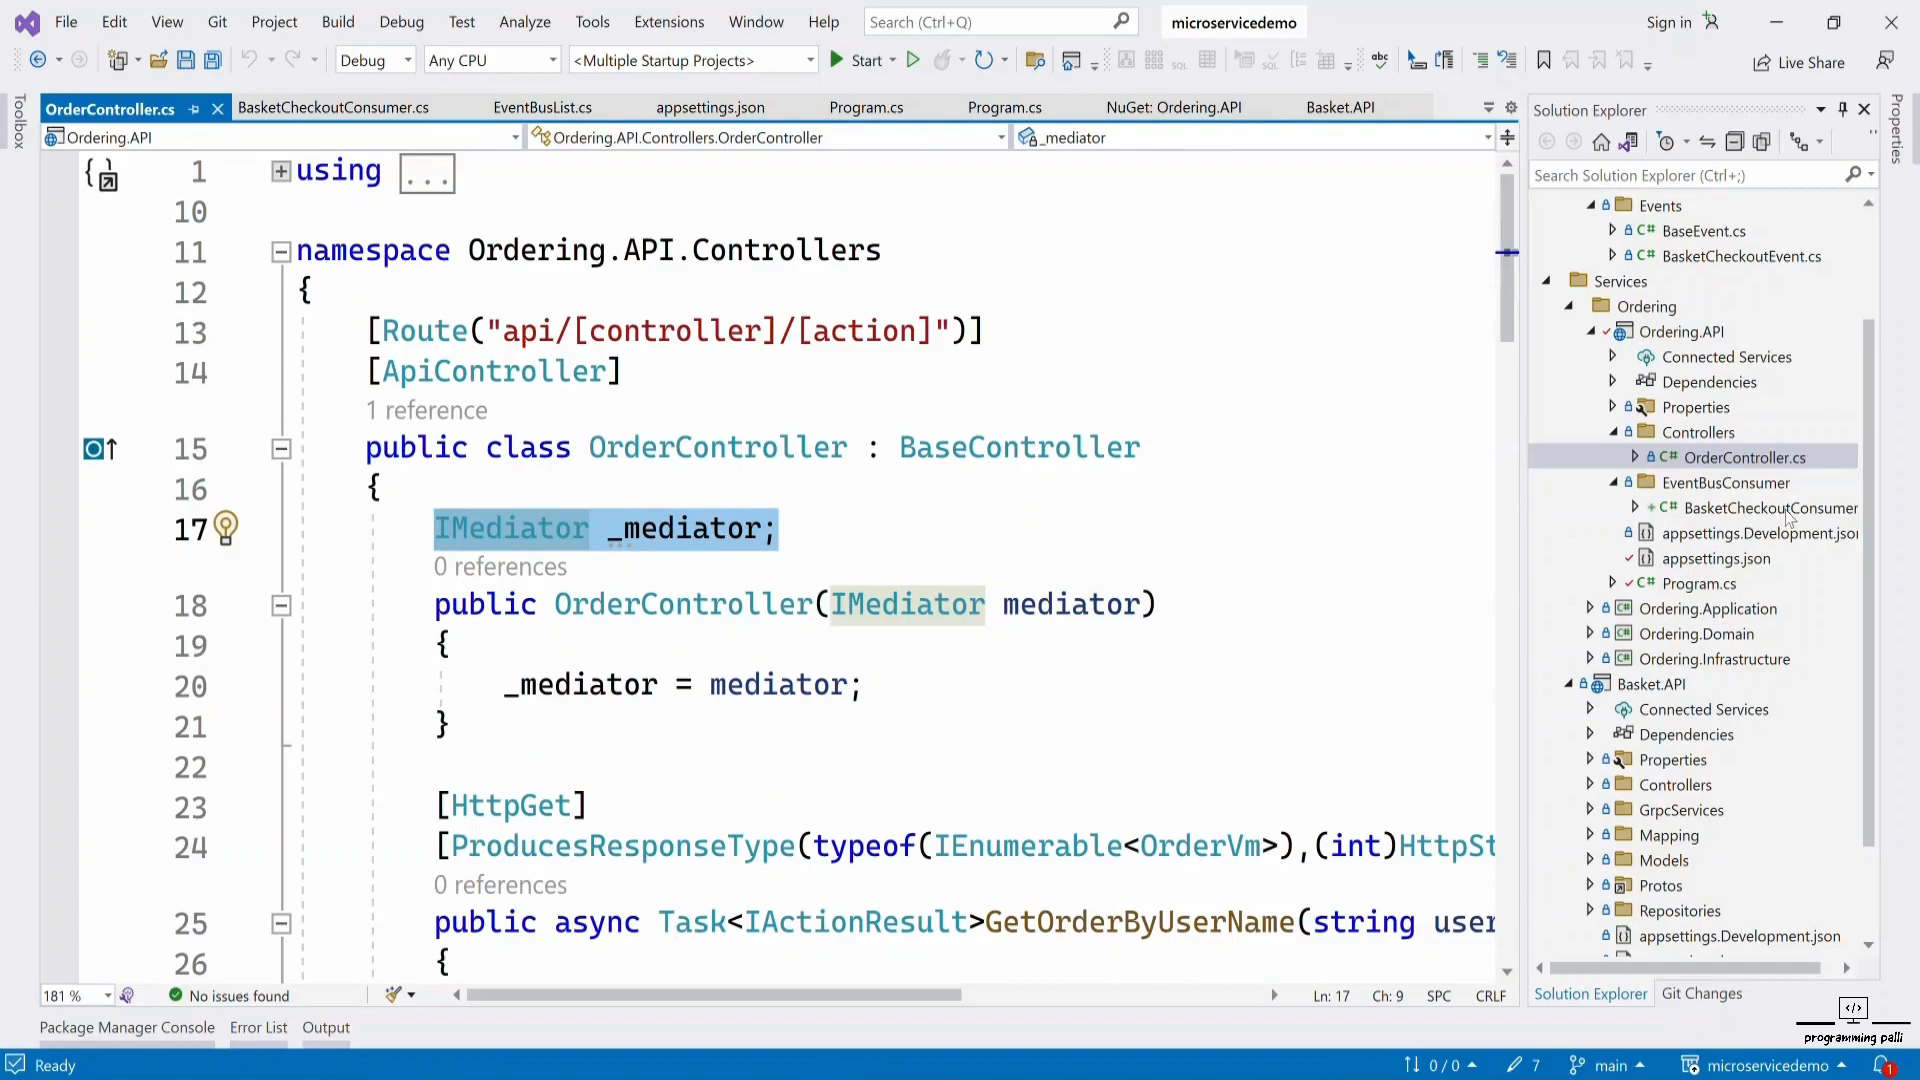 File Edit View Git Project Build Debug Test Analyze Tools Extensions Window Help Search (Ctrl+Q) microservicedemo Sign in
Debug Any CPU <Multiple Startup Projects> Start Live Share
Toolbox
OrderController.cs BasketCheckoutConsumer.cs EventBusList.cs appsettings.json Program.cs Program.cs NuGet: Ordering.API Basket.API
Ordering.API Ordering.API.Controllers.OrderController _mediator
1 using ...
10
11 namespace Ordering.API.Controllers
12 {
13 [Route("api/[controller]/[action]")]
14 [ApiController]
1 reference
15 public class OrderController : BaseController
16 {
17 IMediator _mediator;
0 references
18 public OrderController(IMediator mediator)
19 {
20 _mediator = mediator;
21 }
22
23 [HttpGet]
24 [ProducesResponseType(typeof(IEnumerable<OrderVm>),(int)HttpSt
0 references
25 public async Task<IActionResult>GetOrderByUserName(string user
26 {
181 % No issues found Ln: 17 Ch: 9 SPC CRLF
Solution Explorer
Search Solution Explorer (Ctrl+;)
Events
C# BaseEvent.cs
C# BasketCheckoutEvent.cs
Services
Ordering
Ordering.API
Connected Services
Dependencies
Properties
Controllers
C# OrderController.cs
EventBusConsumer
C# BasketCheckoutConsumer
appsettings.Development.json
appsettings.json
C# Program.cs
C# Ordering.Application
C# Ordering.Domain
C# Ordering.Infrastructure
Basket.API
Connected Services
Dependencies
Properties
Controllers
GrpcServices
Mapping
Models
Protos
Repositories
appsettings.Development.json
Solution Explorer Git Changes
Properties
Package Manager Console Error List Output
</>
programming palli
Ready 0 / 0 7 main microservicedemo 1